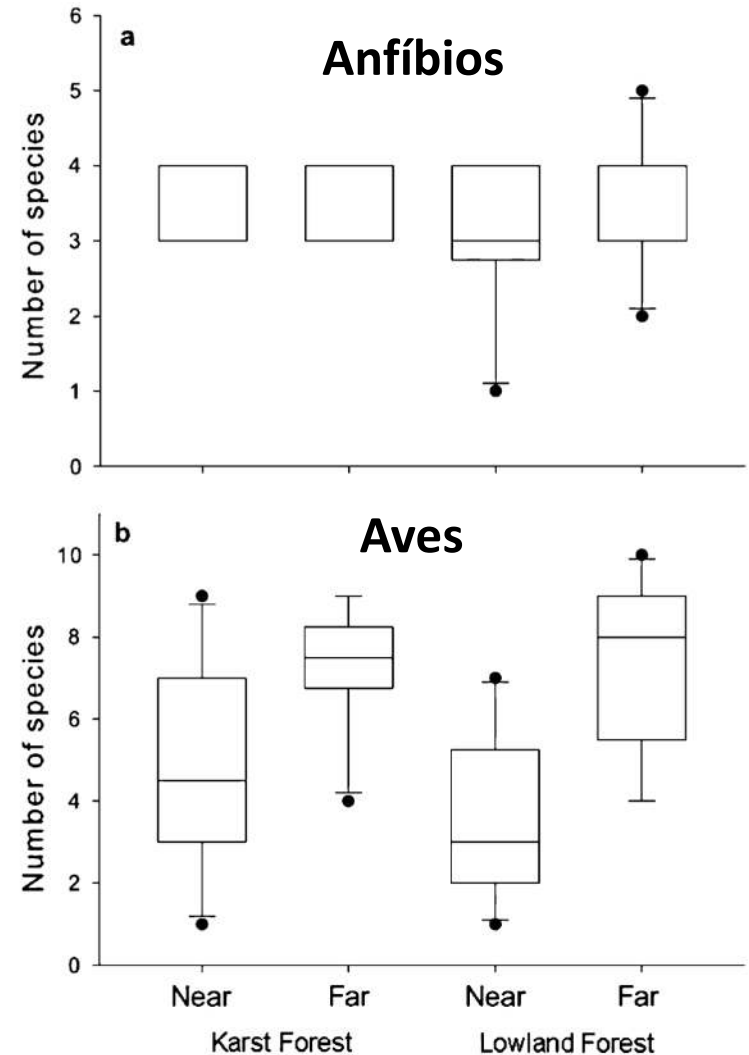 a
Anfíbios
Number of species
6
5
4
3
2
1
0
b
Aves
Number of species
10
8
6
4
2
0
Near Far Near Far
Karst Forest Lowland Forest